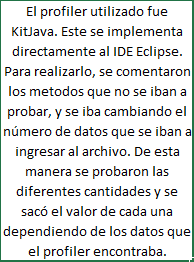 El profiler utilizado fue
KitJava. Este se implementa
directamente al IDE Eclipse.
Para realizarlo, se comentaron
los metodos que no se iban a
probar, y se iba cambiando el
número de datos que se iban a
ingresar al archivo. De esta
manera se probaron las
diferentes cantidades y se
sacó el valor de cada una
dependiendo de los datos que
el profiler encontraba.